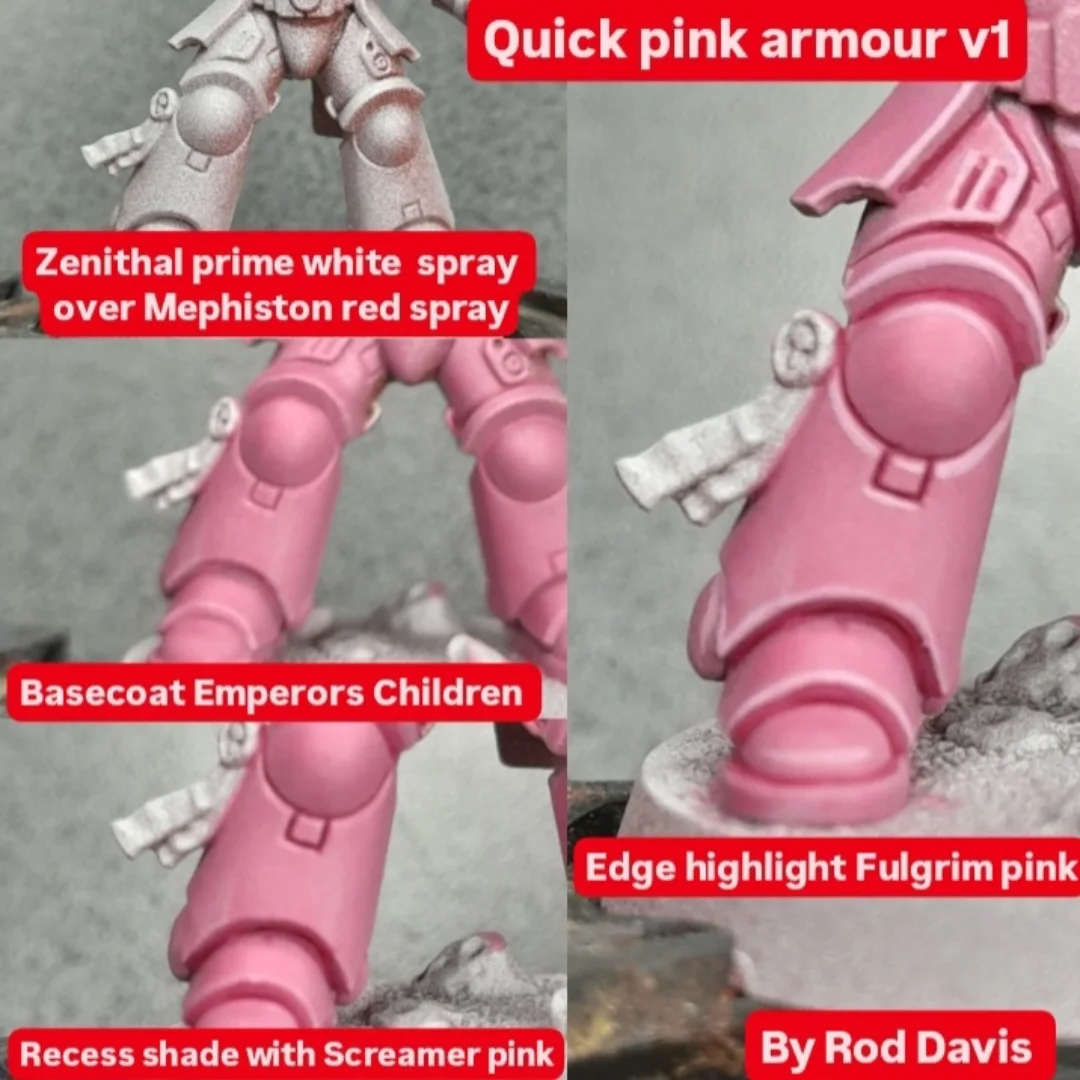 Quick pink armour v1
Zenithal prime white spray
over Mephiston red spray
Basecoat Emperors Children
Recess shade with Screamer pink
Edge highlight Fulgrim pink
By Rod Davis